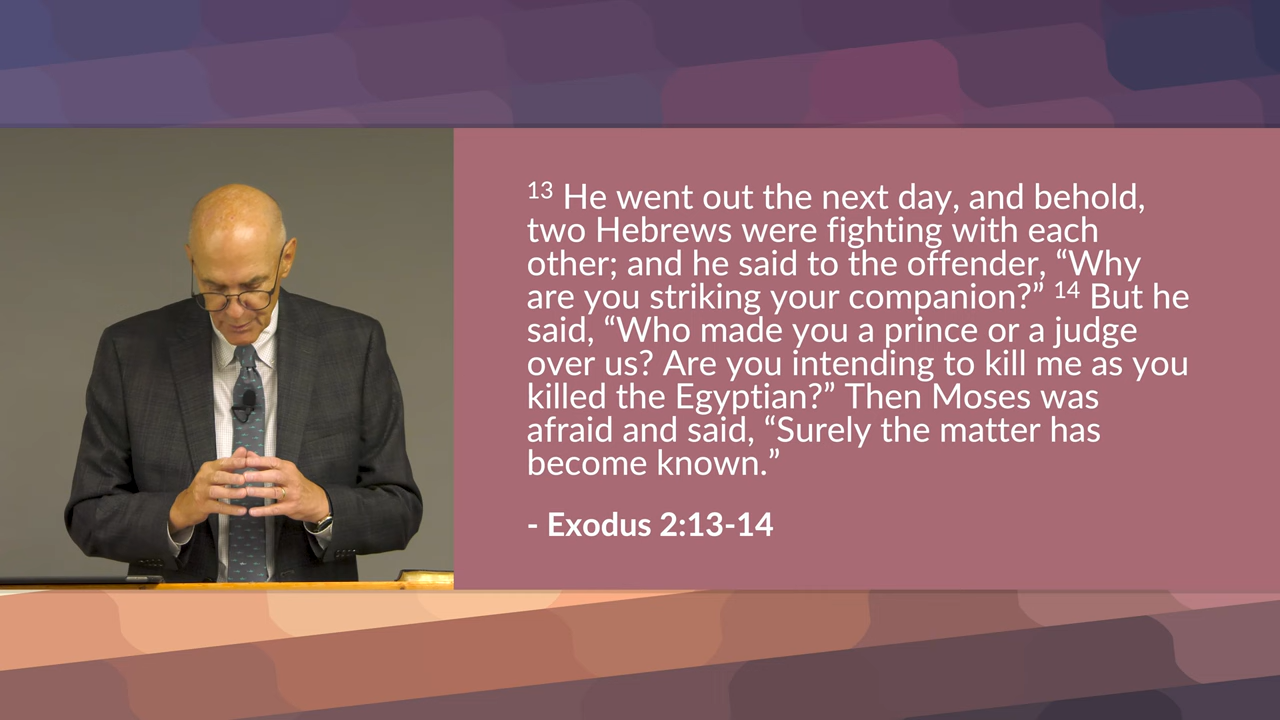 13 He went out the next day, and behold,
two Hebrews were fighting with each
other; and he said to the offender, “Why
are you striking your companion?” 14 But he
said, “Who made you a prince or a judge
over us? Are you intending to kill me as you
killed the Egyptian?” Then Moses was
afraid and said, “Surely the matter has
become known.”
- Exodus 2:13-14